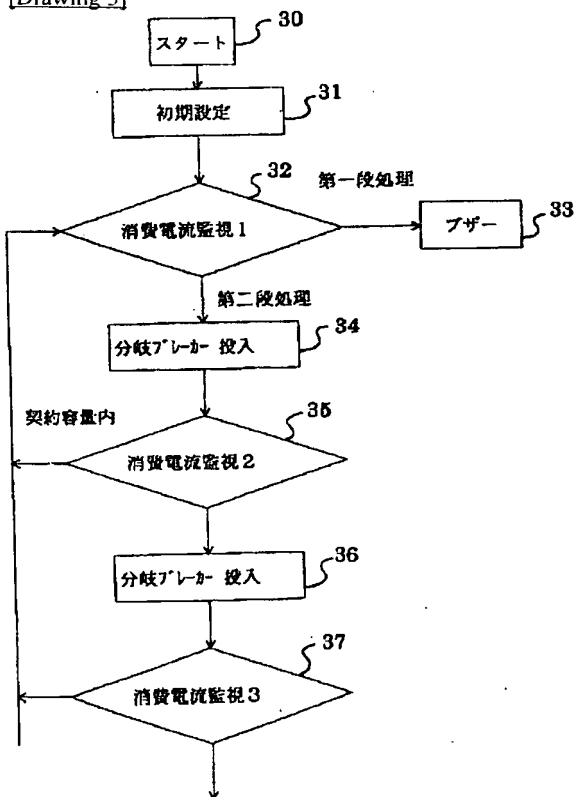 [Drawing 3]
30
スタート
31
初期設定
32
第一段処理
消費電流監視1
ブザー
33
第二段処理
34
分岐ブレーカー 投入
契約容量内
35
消費電流監視2
36
分岐ブレーカー 投入
37
消費電流監視3